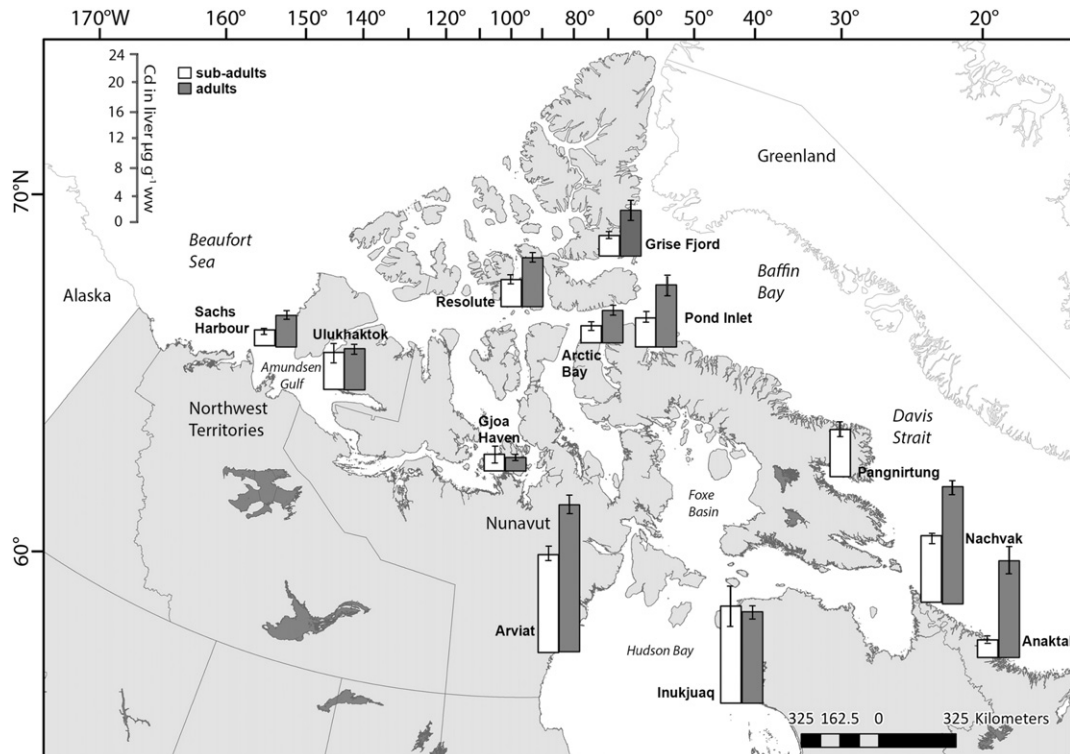 170°W 160° 150° 140° 120° 100° 80° 60° 50° 40° 30° 20°
24
20
16
12
8
4
0
Cd in liver µg g⁻¹ ww
sub-adults
adults
70°N
60°
Greenland
Beaufort
Sea
Grise Fjord
Baffin
Bay
Alaska
Resolute
Sachs
Harbour
Ulukhaktok
Pond Inlet
Arctic
Bay
Amundsen
Gulf
Northwest
Territories
Gjoa
Haven
Davis
Strait
Pangnirtung
Foxe
Basin
Nunavut
Nachvak
Arviat
Hudson Bay
Anaktal
Inukjuaq
325 162.5 0 325 Kilometers